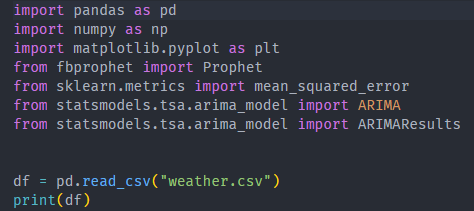 import pandas as pd
import numpy as np
import matplotlib.pyplot as plt
from fbprophet import Prophet
from sklearn.metrics import mean_squared_error
from statsmodels.tsa.arima_model import ARIMA
from statsmodels.tsa.arima_model import ARIMAResults
df = pd.read_csv("weather.csv")
print(df)